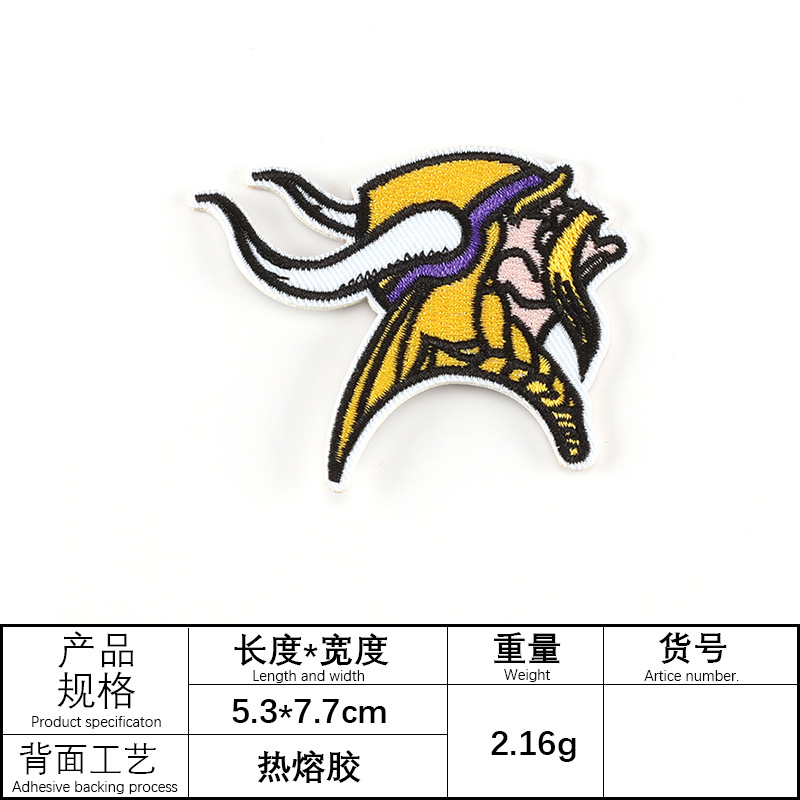 产品
规格
Product specificaton
长度*宽度
Length and width
重量
Weight
货号
Artice number.
5.3*7.7cm
2.16g
背面工艺
Adhesive backing process
热熔胶